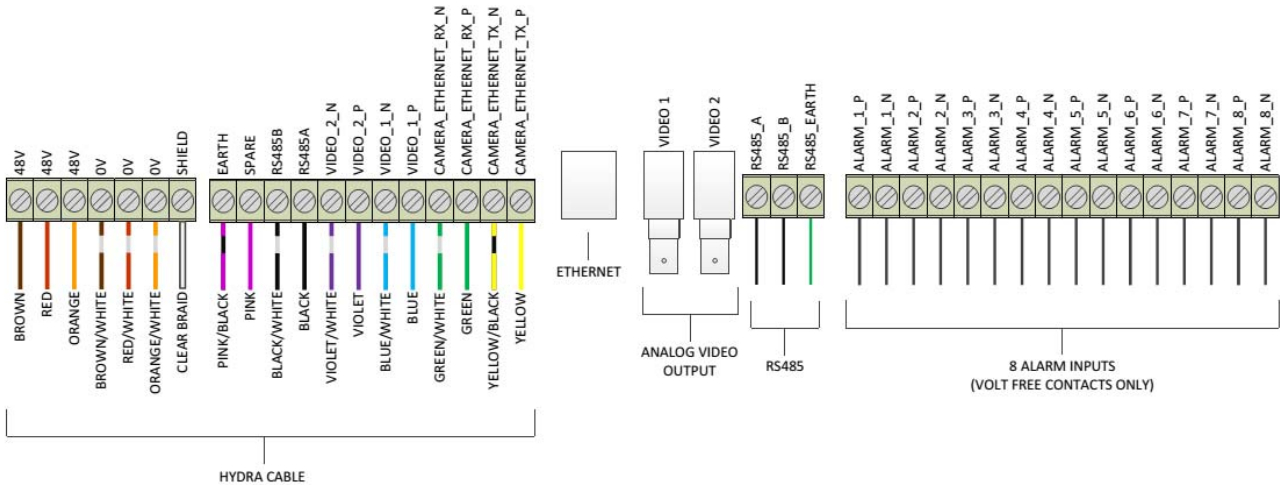 48V
48V
48V
0V
0V
0V
SHIELD
EARTH
SPARE
RS485B
RS485A
VIDEO_2_N
VIDEO_2_P
VIDEO_1_N
VIDEO_1_P
CAMERA_ETHERNET_RX_N
CAMERA_ETHERNET_RX_P
CAMERA_ETHERNET_TX_N
CAMERA_ETHERNET_TX_P
VIDEO 1
VIDEO 2
RS485_A
RS485_B
RS485_EARTH
ALARM_1_P
ALARM_1_N
ALARM_2_P
ALARM_2_N
ALARM_3_P
ALARM_3_N
ALARM_4_P
ALARM_4_N
ALARM_5_P
ALARM_5_N
ALARM_6_P
ALARM_6_N
ALARM_7_P
ALARM_7_N
ALARM_8_P
ALARM_8_N
BROWN
RED
ORANGE
BROWN/WHITE
RED/WHITE
ORANGE/WHITE
CLEAR BRAID
PINK/BLACK
PINK
BLACK/WHITE
BLACK
VIOLET/WHITE
VIOLET
BLUE/WHITE
BLUE
GREEN/WHITE
GREEN
YELLOW/BLACK
YELLOW
ETHERNET
ANALOG VIDEO
OUTPUT
RS485
8 ALARM INPUTS
(VOLT FREE CONTACTS ONLY)
HYDRA CABLE